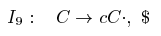 I₉ : C → cC·, $